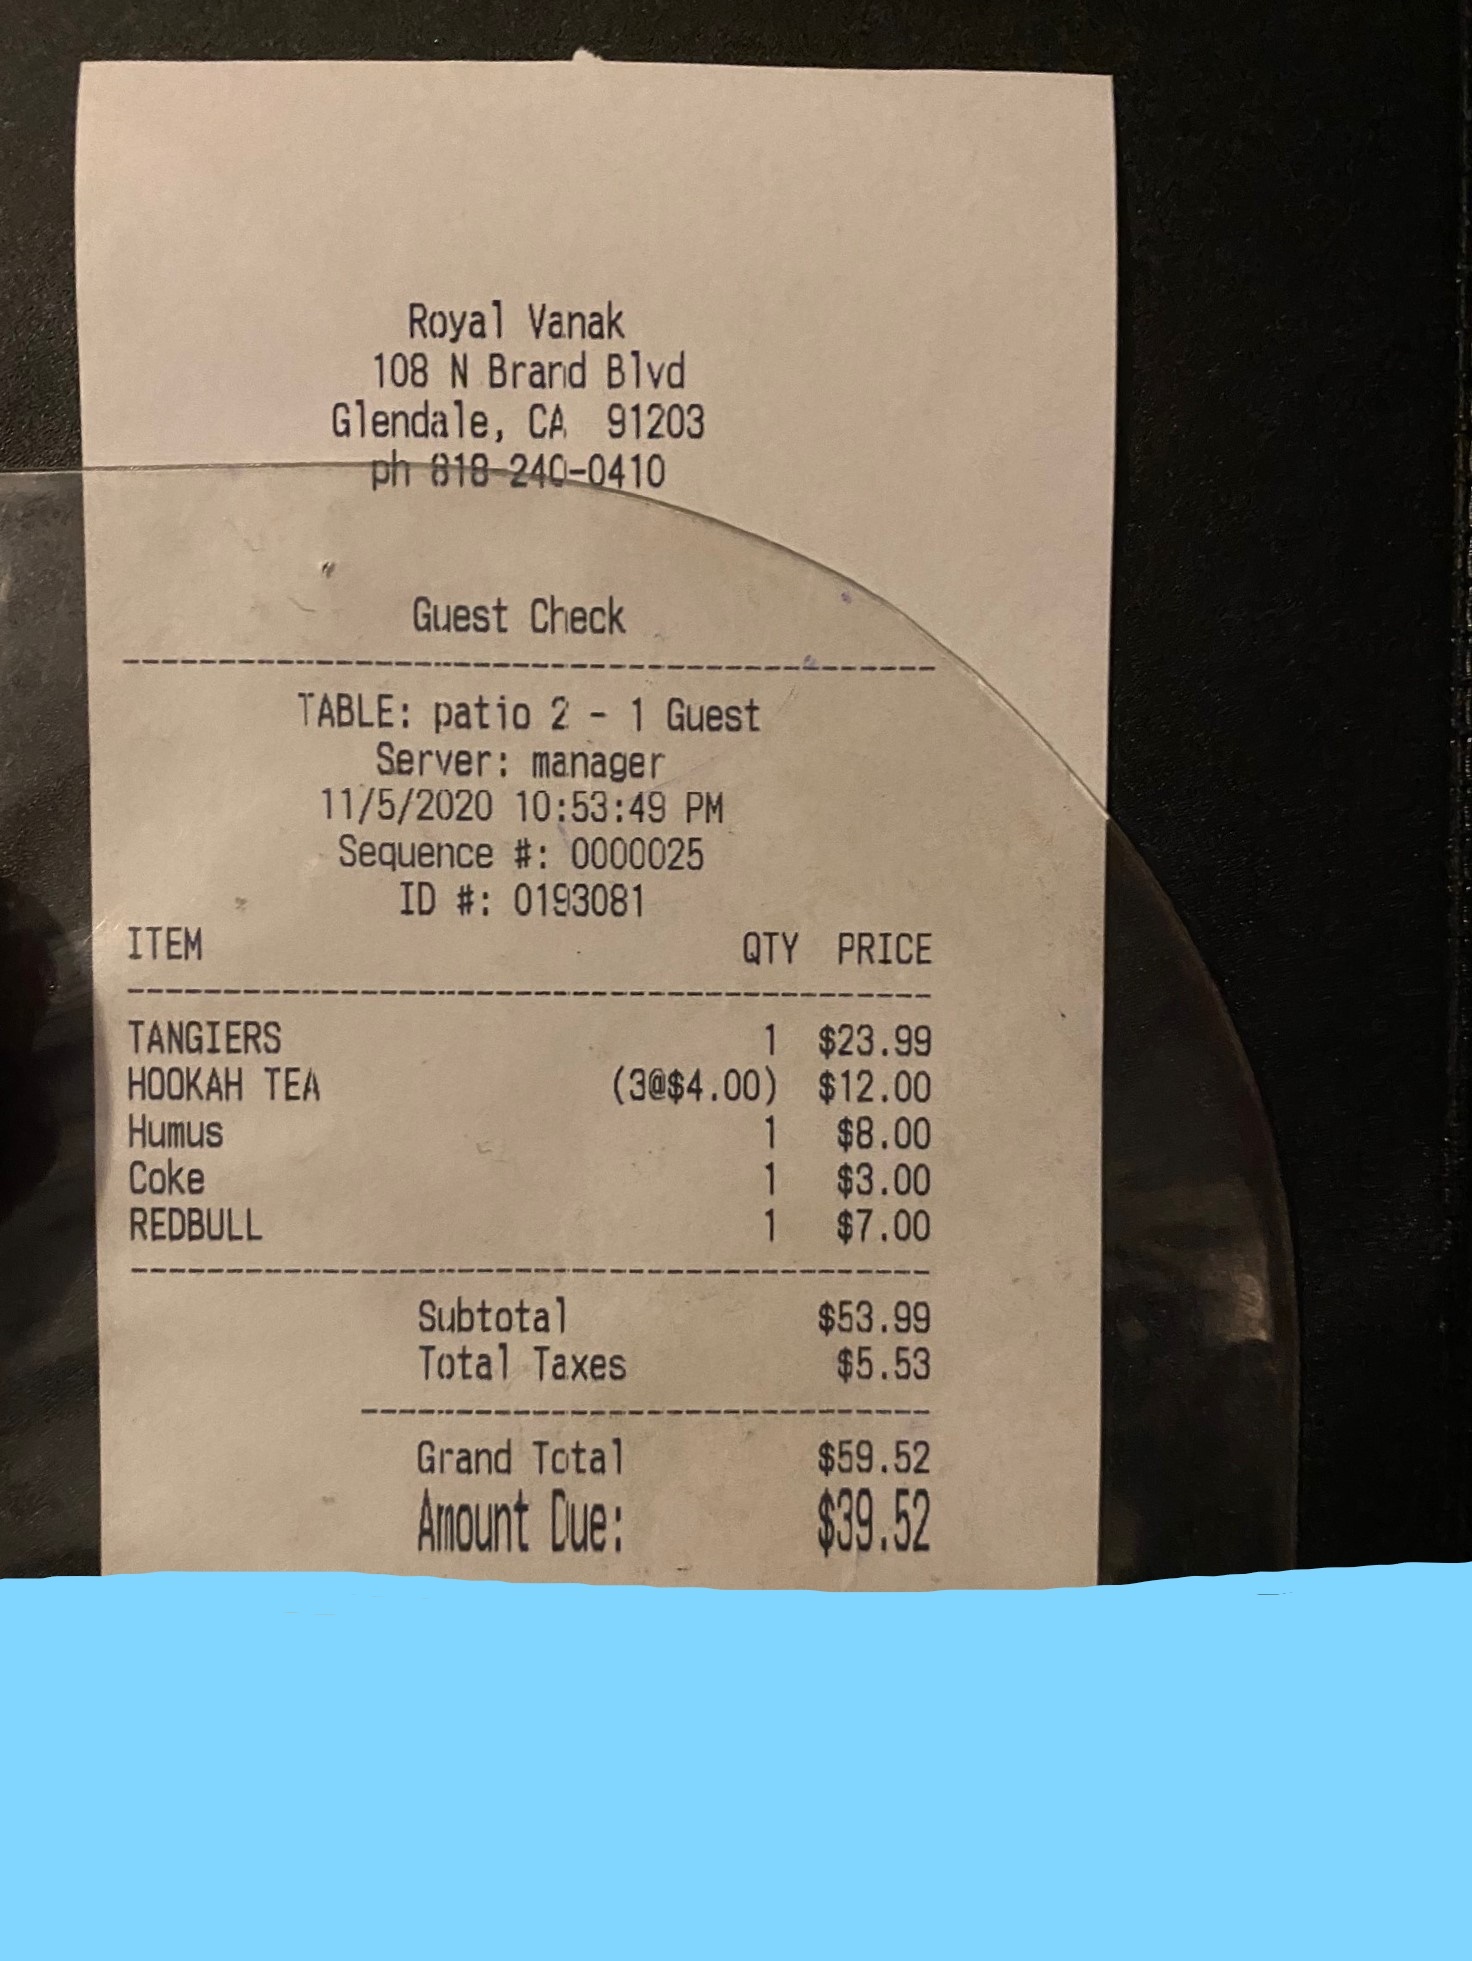 Royal Vanak
108 N Brand Blvd
Glendale, CA 91203
ph 818-240-0410
Guest Check
TABLE: patio 2 - 1 Guest
Server: manager
11/5/2020 10:53:49 PM
Sequence #: 0000025
ID #: 0193081
ITEM QTY PRICE
TANGIERS 1 $23.99
HOOKAH TEA (3@$4.00) $12.00
Humus 1 $8.00
Coke 1 $3.00
REDBULL 1 $7.00
Subtotal $53.99
Total Taxes $5.53
Grand Total $59.52
Amount Due: $39.52